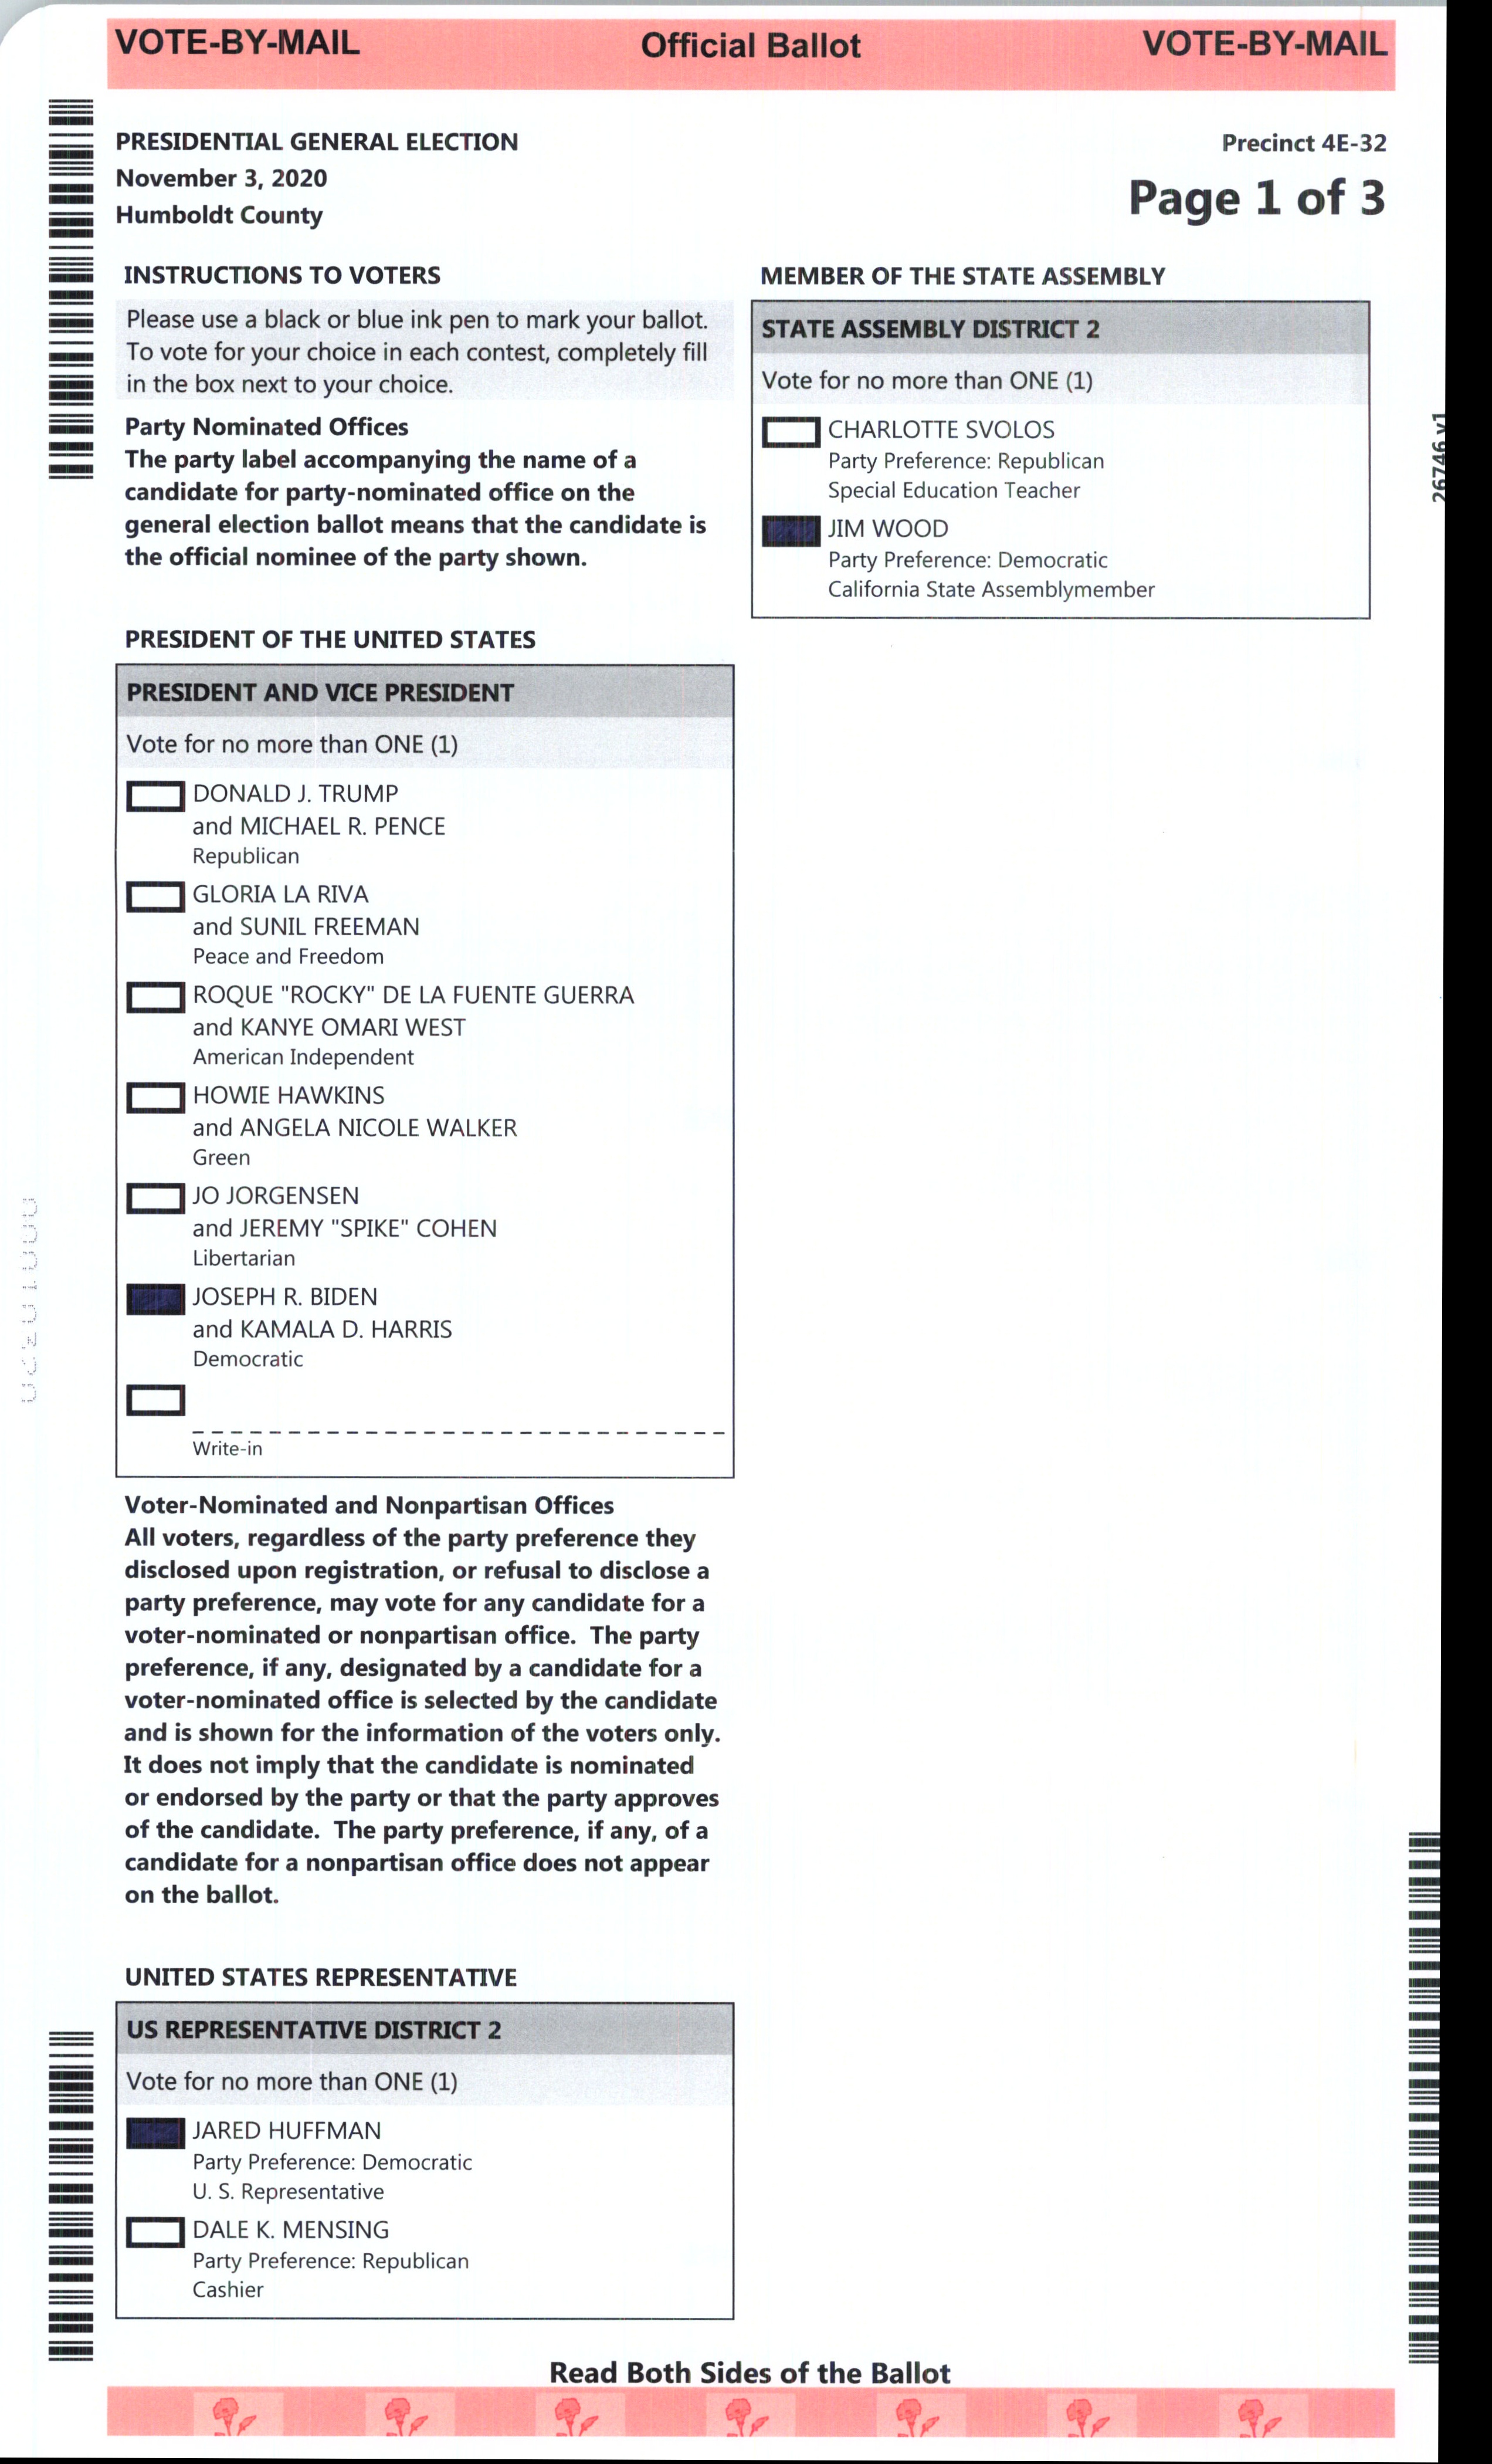 VOTE-BY-MAIL Official Ballot VOTE-BY-MAIL
PRESIDENTIAL GENERAL ELECTION
November 3, 2020
Humboldt County
Precinct 4E-32
Page 1 of 3
INSTRUCTIONS TO VOTERS
Please use a black or blue ink pen to mark your ballot.
To vote for your choice in each contest, completely fill
in the box next to your choice.
Party Nominated Offices
The party label accompanying the name of a
candidate for party-nominated office on the
general election ballot means that the candidate is
the official nominee of the party shown.
PRESIDENT OF THE UNITED STATES
PRESIDENT AND VICE PRESIDENT
Vote for no more than ONE (1)
DONALD J. TRUMP
and MICHAEL R. PENCE
Republican
GLORIA LA RIVA
and SUNIL FREEMAN
Peace and Freedom
ROQUE "ROCKY" DE LA FUENTE GUERRA
and KANYE OMARI WEST
American Independent
HOWIE HAWKINS
and ANGELA NICOLE WALKER
Green
JO JORGENSEN
and JEREMY "SPIKE" COHEN
Libertarian
JOSEPH R. BIDEN
and KAMALA D. HARRIS
Democratic
Write-in
Voter-Nominated and Nonpartisan Offices
All voters, regardless of the party preference they
disclosed upon registration, or refusal to disclose a
party preference, may vote for any candidate for a
voter-nominated or nonpartisan office. The party
preference, if any, designated by a candidate for a
voter-nominated office is selected by the candidate
and is shown for the information of the voters only.
It does not imply that the candidate is nominated
or endorsed by the party or that the party approves
of the candidate. The party preference, if any, of a
candidate for a nonpartisan office does not appear
on the ballot.
UNITED STATES REPRESENTATIVE
US REPRESENTATIVE DISTRICT 2
Vote for no more than ONE (1)
JARED HUFFMAN
Party Preference: Democratic
U. S. Representative
DALE K. MENSING
Party Preference: Republican
Cashier
MEMBER OF THE STATE ASSEMBLY
STATE ASSEMBLY DISTRICT 2
Vote for no more than ONE (1)
CHARLOTTE SVOLOS
Party Preference: Republican
Special Education Teacher
JIM WOOD
Party Preference: Democratic
California State Assemblymember
26746 v1
Read Both Sides of the Ballot